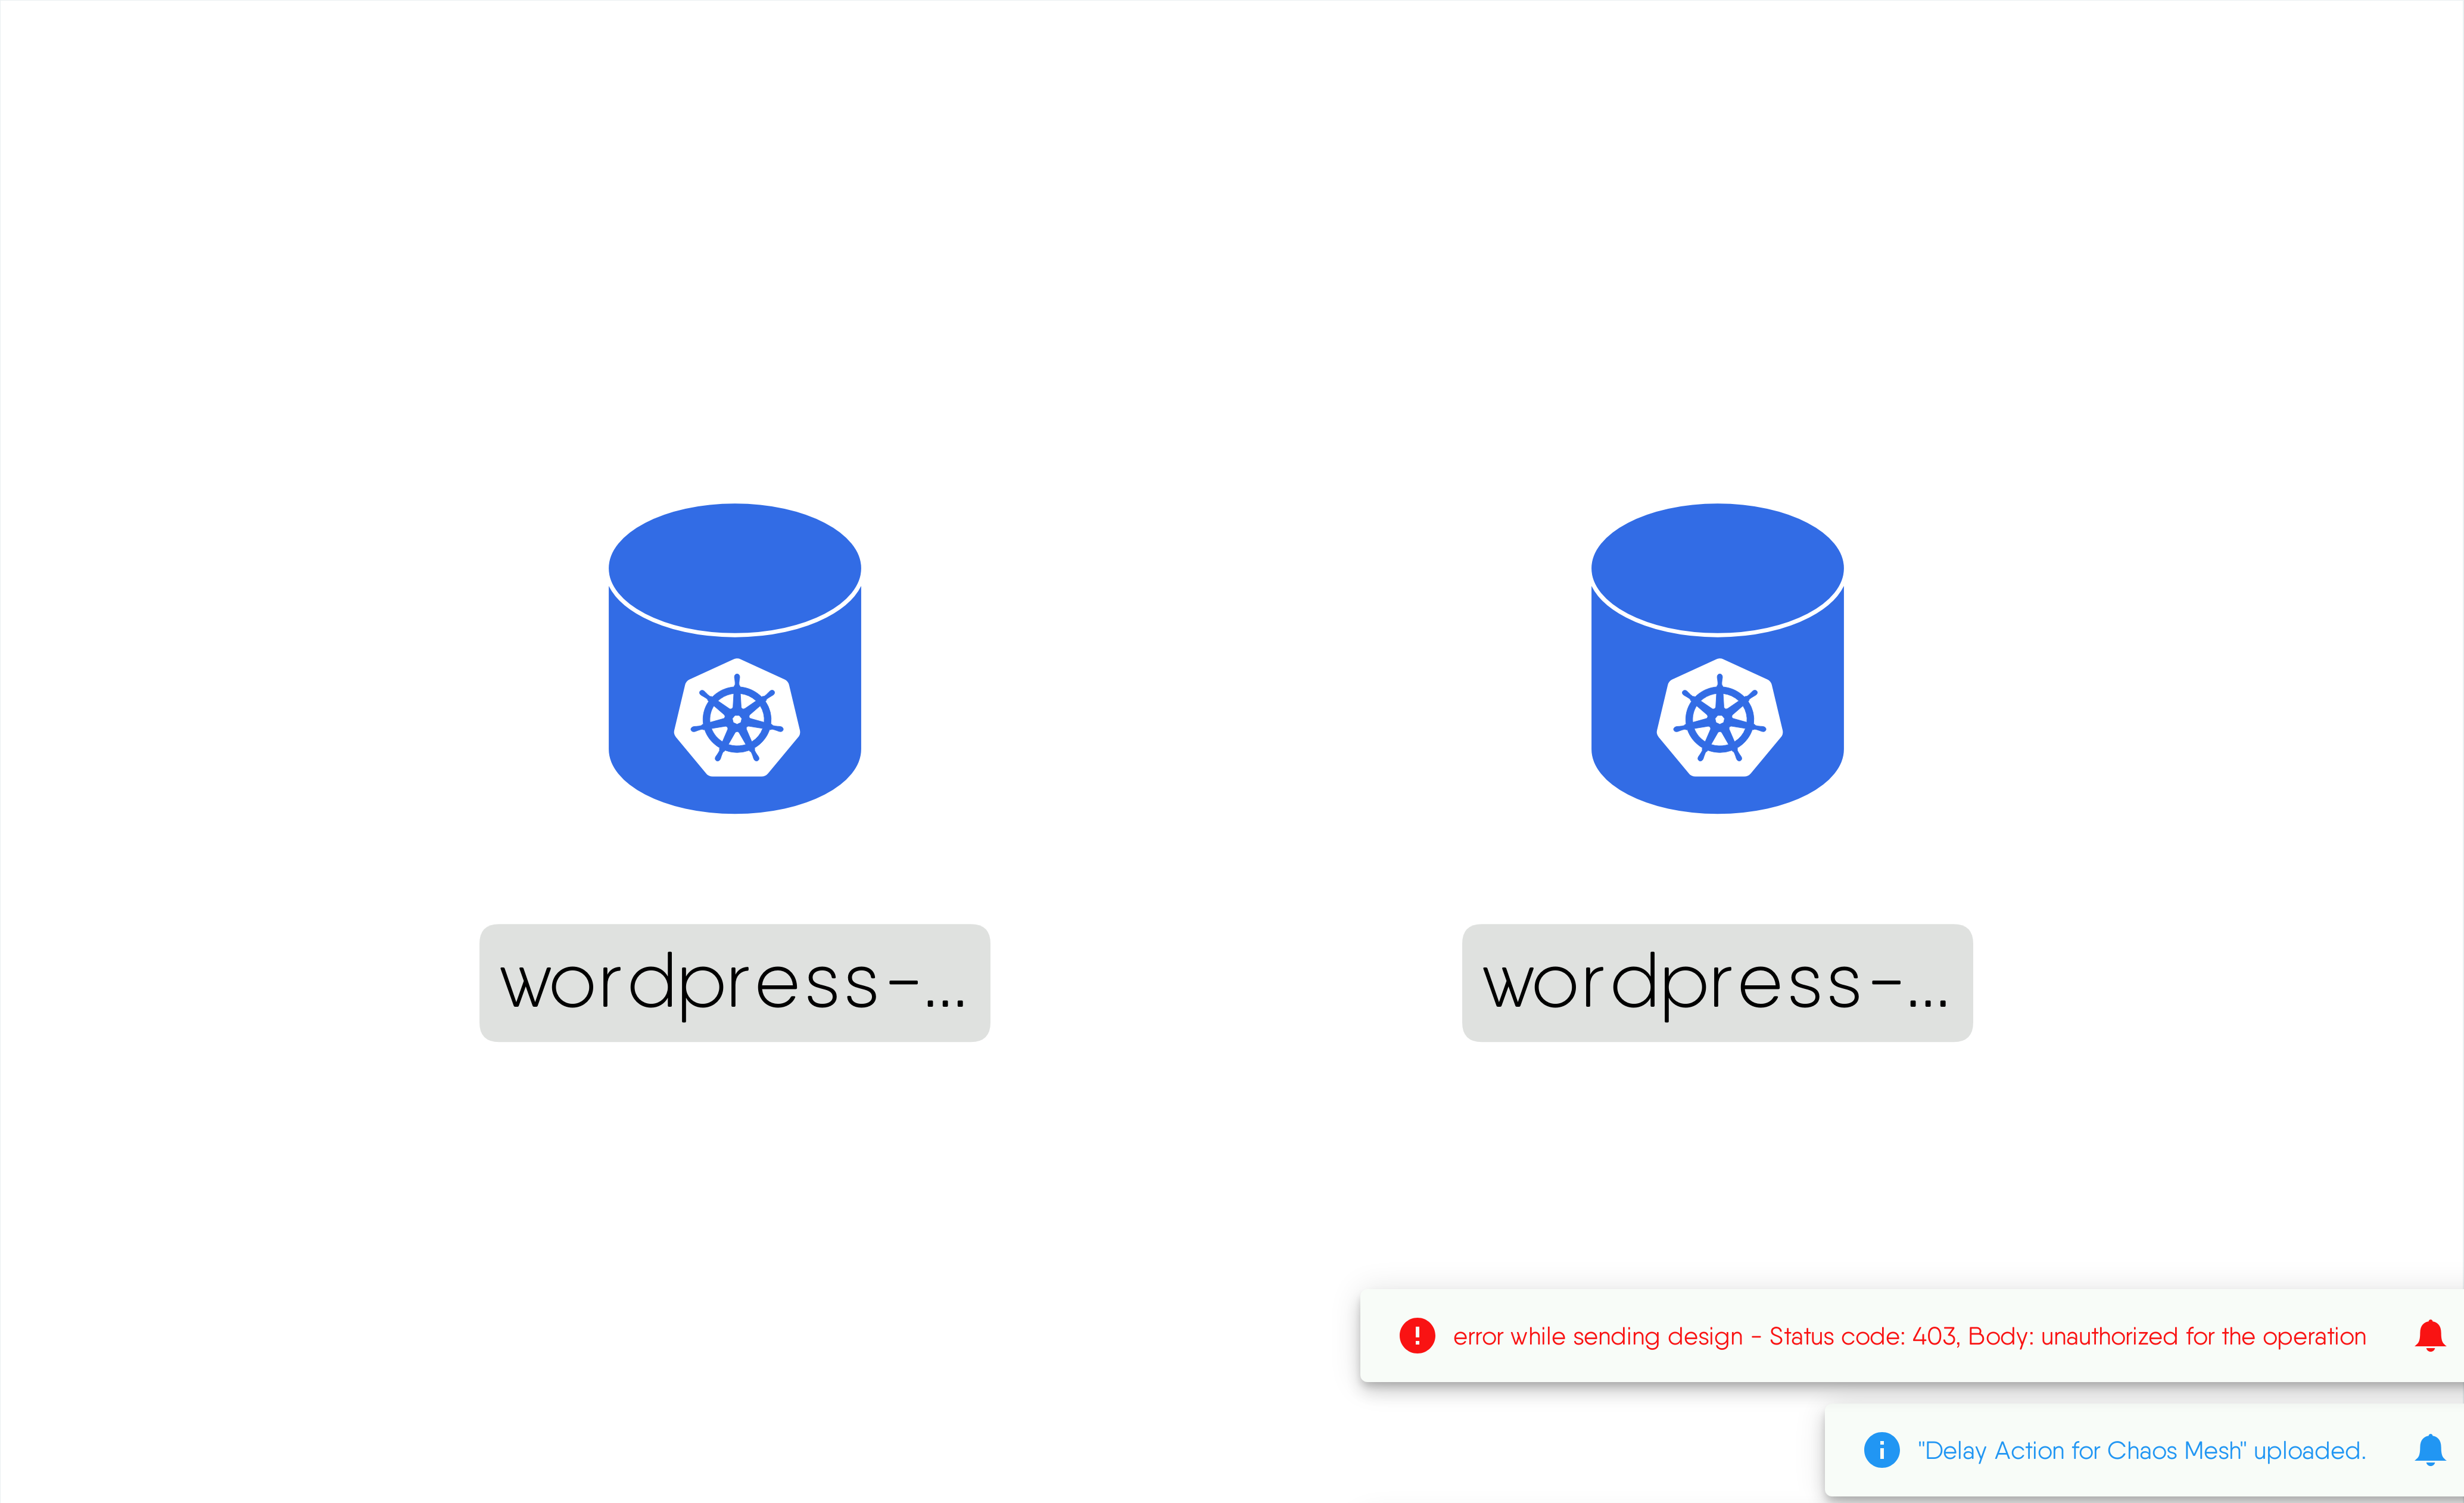 wordpress-...
wordpress-...
error while sending design - Status code: 403, Body: unauthorized for the operation
"Delay Action for Chaos Mesh" uploaded.